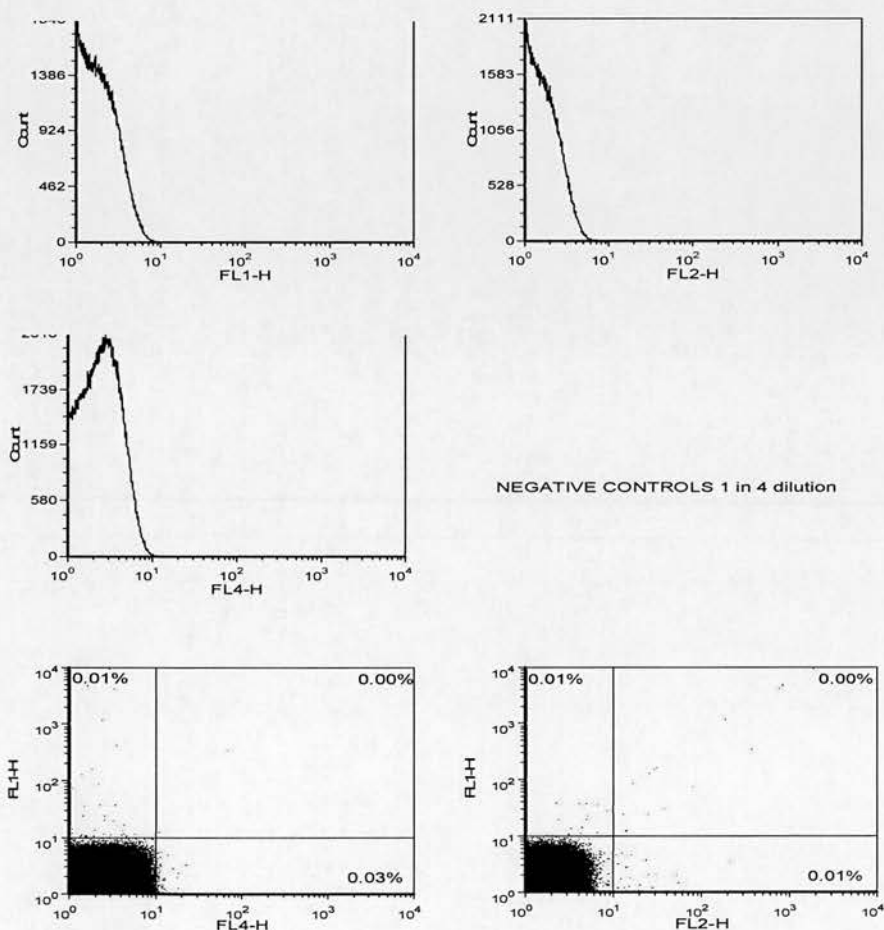 1386
924
462
0
Count
10⁰ 10¹ 10² 10³ 10⁴
FL1-H
2111
1583
1056
528
0
Count
10⁰ 10¹ 10² 10³ 10⁴
FL2-H
1739
1159
580
0
Count
10⁰ 10¹ 10² 10³ 10⁴
FL4-H
NEGATIVE CONTROLS 1 in 4 dilution
10⁴
10³
10²
10¹
10⁰
FL1-H
0.01% 0.00%
0.03%
10⁰ 10¹ 10² 10³ 10⁴
FL4-H
10⁴
10³
10²
10¹
10⁰
FL1-H
0.01% 0.00%
0.01%
10⁰ 10¹ 10² 10³ 10⁴
FL2-H